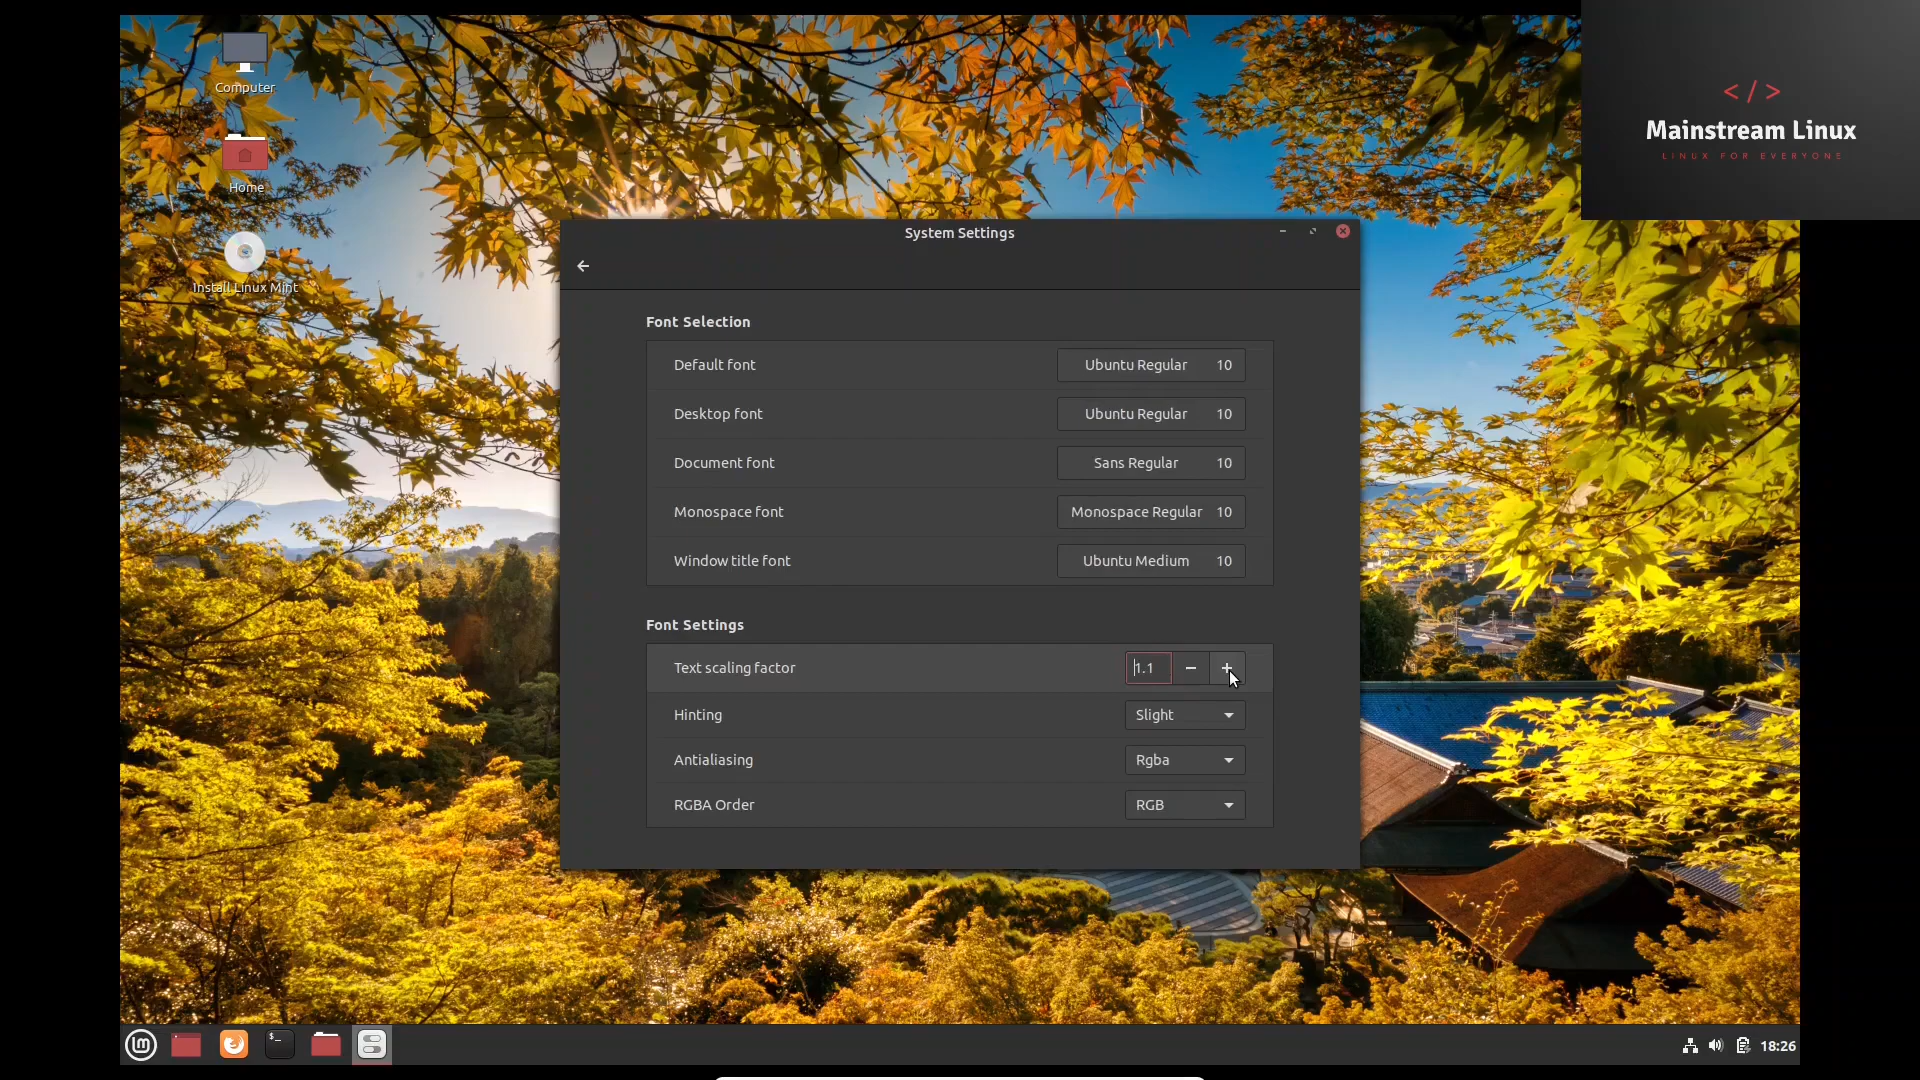 Computer
Home
Install Linux Mint
</>
Mainstream Linux
LINUX FOR EVERYONE
System Settings
Font Selection
Default font Ubuntu Regular 10
Desktop font Ubuntu Regular 10
Document font Sans Regular 10
Monospace font Monospace Regular 10
Window title font Ubuntu Medium 10
Font Settings
Text scaling factor 1.1 − +
Hinting Slight
Antialiasing Rgba
RGBA Order RGB
lm
$_
18:26